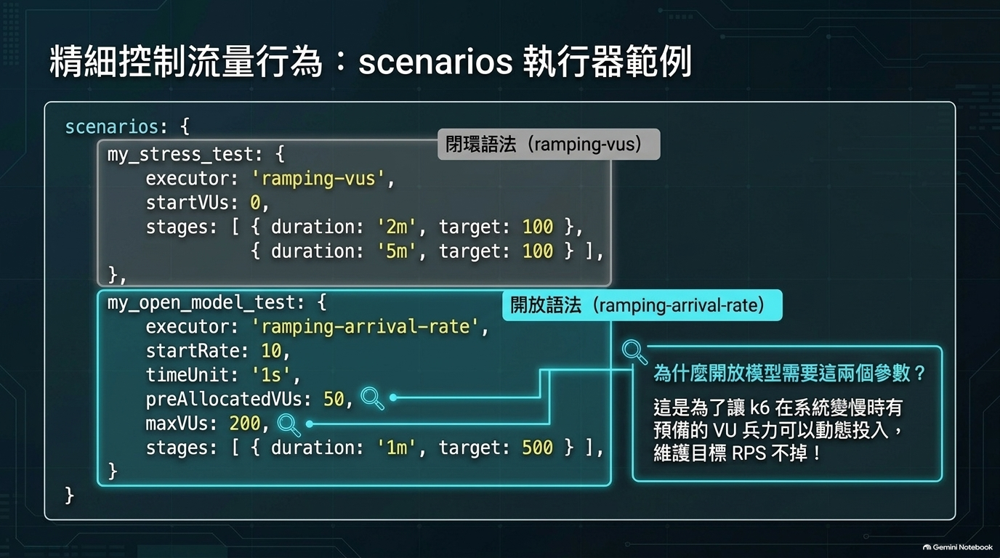 精細控制流量行為：scenarios 執行器範例
scenarios: {
閉環語法（ramping-vus）
my_stress_test: {
executor: 'ramping-vus',
startVUs: 0,
stages: [ { duration: '2m', target: 100 },
{ duration: '5m', target: 100 } ],
},
開放語法（ramping-arrival-rate）
my_open_model_test: {
executor: 'ramping-arrival-rate',
startRate: 10,
timeUnit: '1s',
preAllocatedVUs: 50,
maxVUs: 200,
stages: [ { duration: '1m', target: 500 } ],
}
}
為什麼開放模型需要這兩個參數？
這是為了讓 k6 在系統變慢時有
預備的 VU 兵力可以動態投入，
維護目標 RPS 不掉！
Gemini Notebook